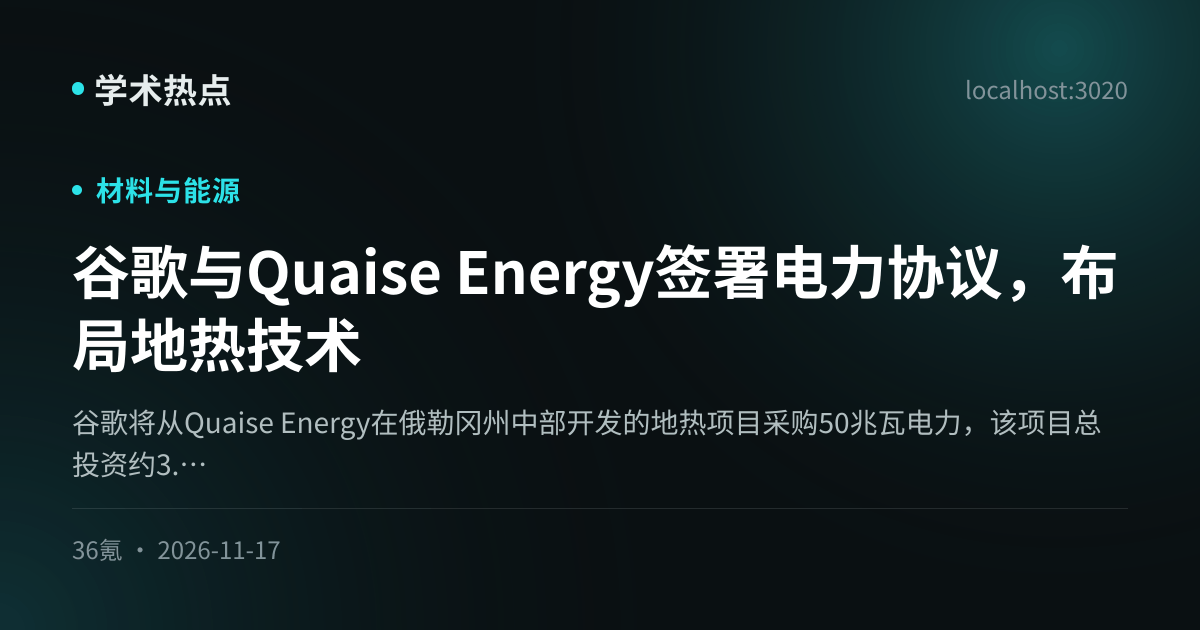 学术热点
localhost:3020
材料与能源
谷歌与Quaise Energy签署电力协议，布
局地热技术
谷歌将从Quaise Energy在俄勒冈州中部开发的地热项目采购50兆瓦电力，该项目总
投资约3.…
36氪 · 2026-11-17